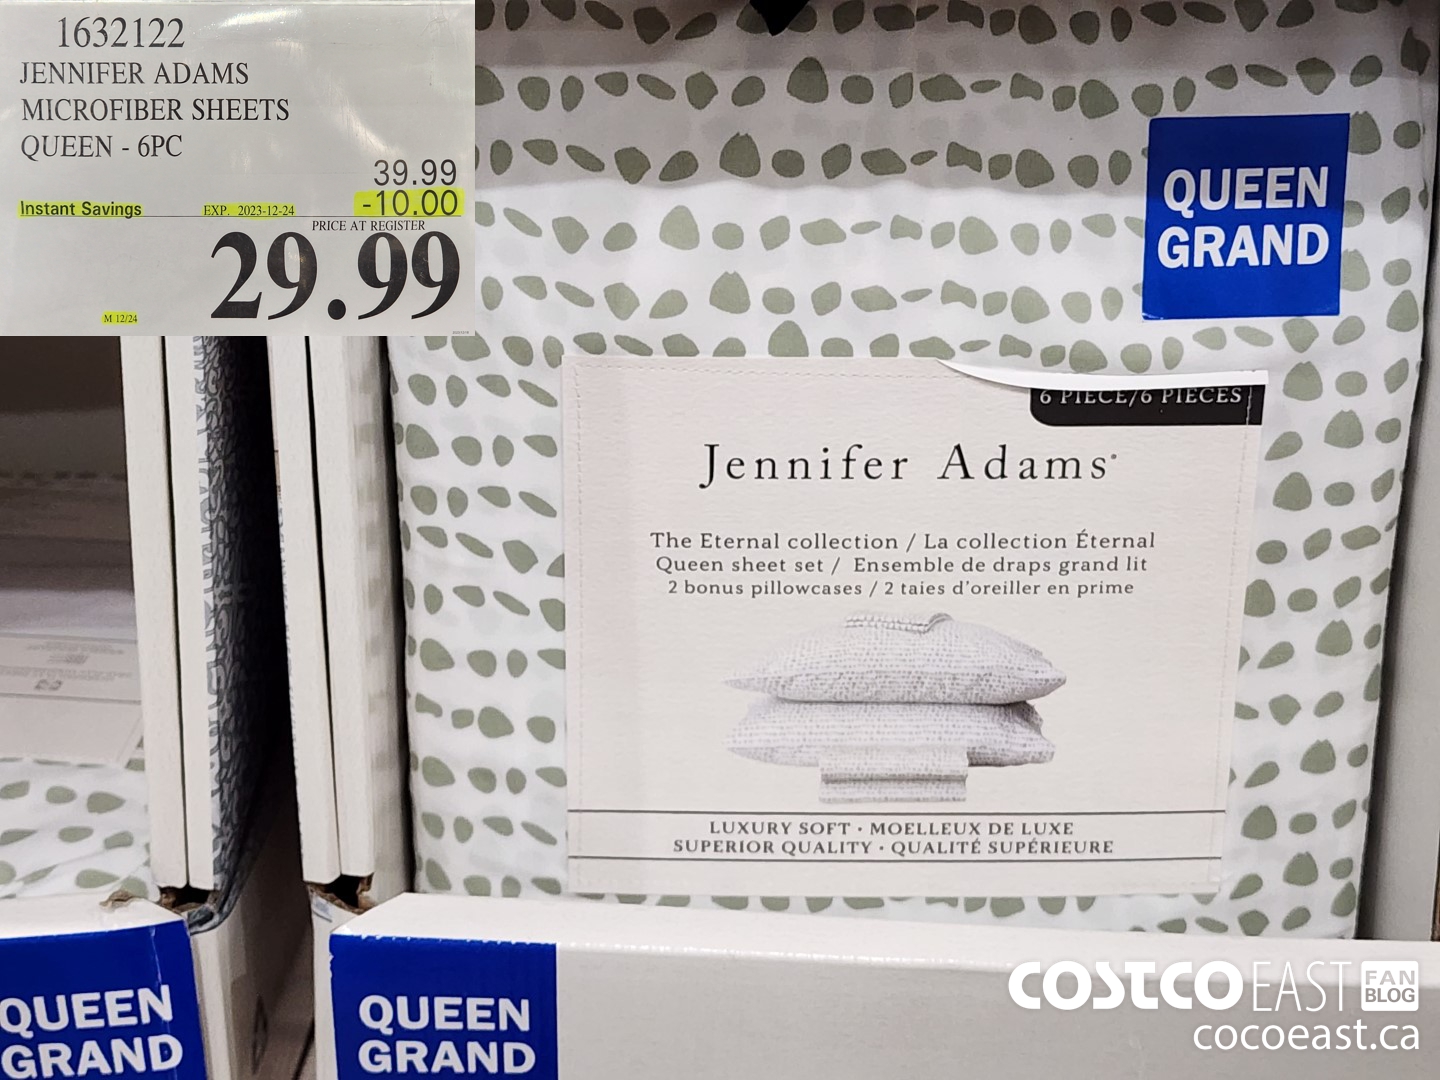 1632122
JENNIFER ADAMS
MICROFIBER SHEETS
QUEEN - 6PC
39.99
Instant Savings EXP. 2023-12-24 -10.00
PRICE AT REGISTER
29.99
M 12/24
QUEEN
GRAND
6 PIECE/6 PIECES
Jennifer Adams
The Eternal collection / La collection Éternal
Queen sheet set / Ensemble de draps grand lit
2 bonus pillowcases / 2 taies d'oreiller en prime
LUXURY SOFT · MOELLEUX DE LUXE
SUPERIOR QUALITY · QUALITÉ SUPÉRIEURE
QUEEN
GRAND
QUEEN
GRAND
COSTCO EAST FAN BLOG
cocoeast.ca